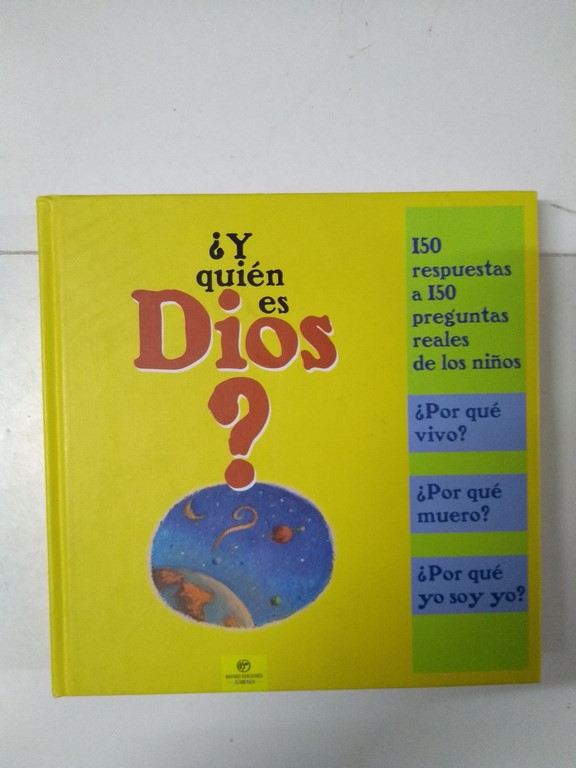 ¿Y
quién
es
Dios
?
150
respuestas
a 150
preguntas
reales
de los niños
¿Por qué
vivo?
¿Por qué
muero?
¿Por qué
yo soy yo?